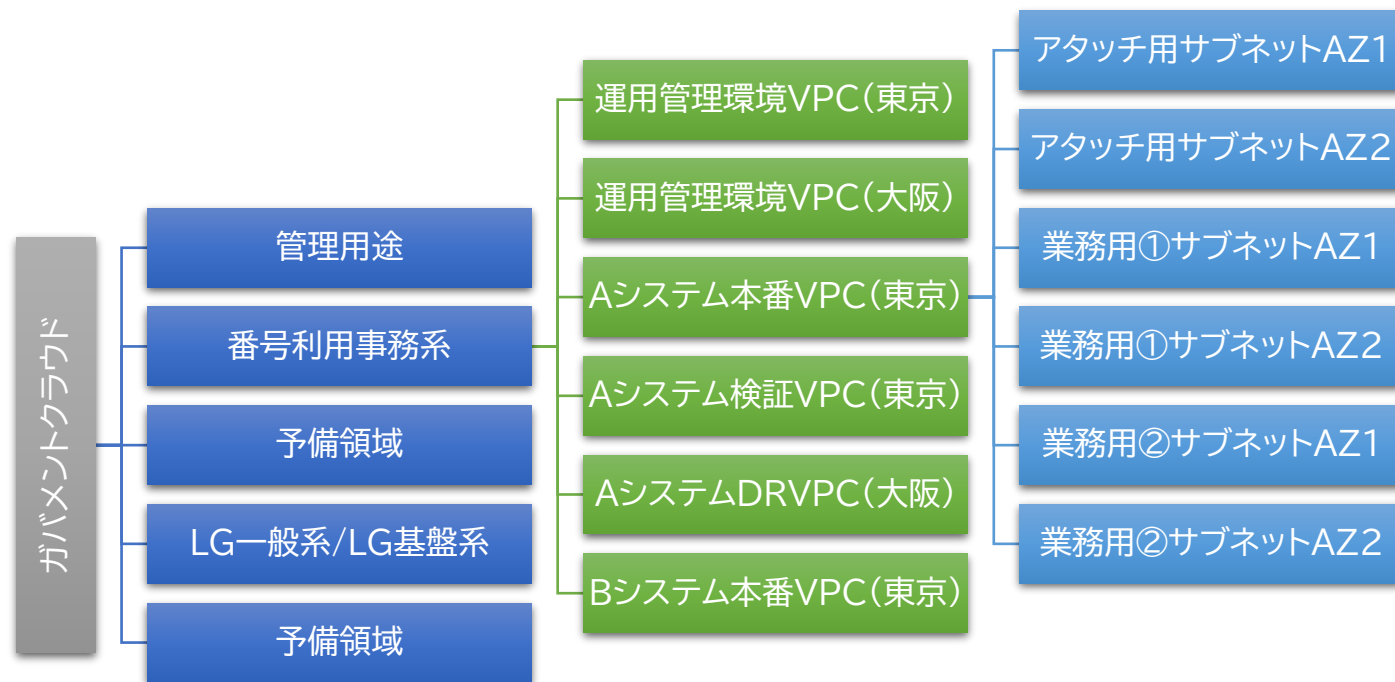 ガバメントクラウド
管理用途
番号利用事務系
予備領域
LG一般系/LG基盤系
予備領域
運用管理環境VPC(東京)
運用管理環境VPC(大阪)
Aシステム本番VPC(東京)
Aシステム検証VPC(東京)
AシステムDRVPC(大阪)
Bシステム本番VPC(東京)
アタッチ用サブネットAZ1
アタッチ用サブネットAZ2
業務用①サブネットAZ1
業務用①サブネットAZ2
業務用②サブネットAZ1
業務用②サブネットAZ2